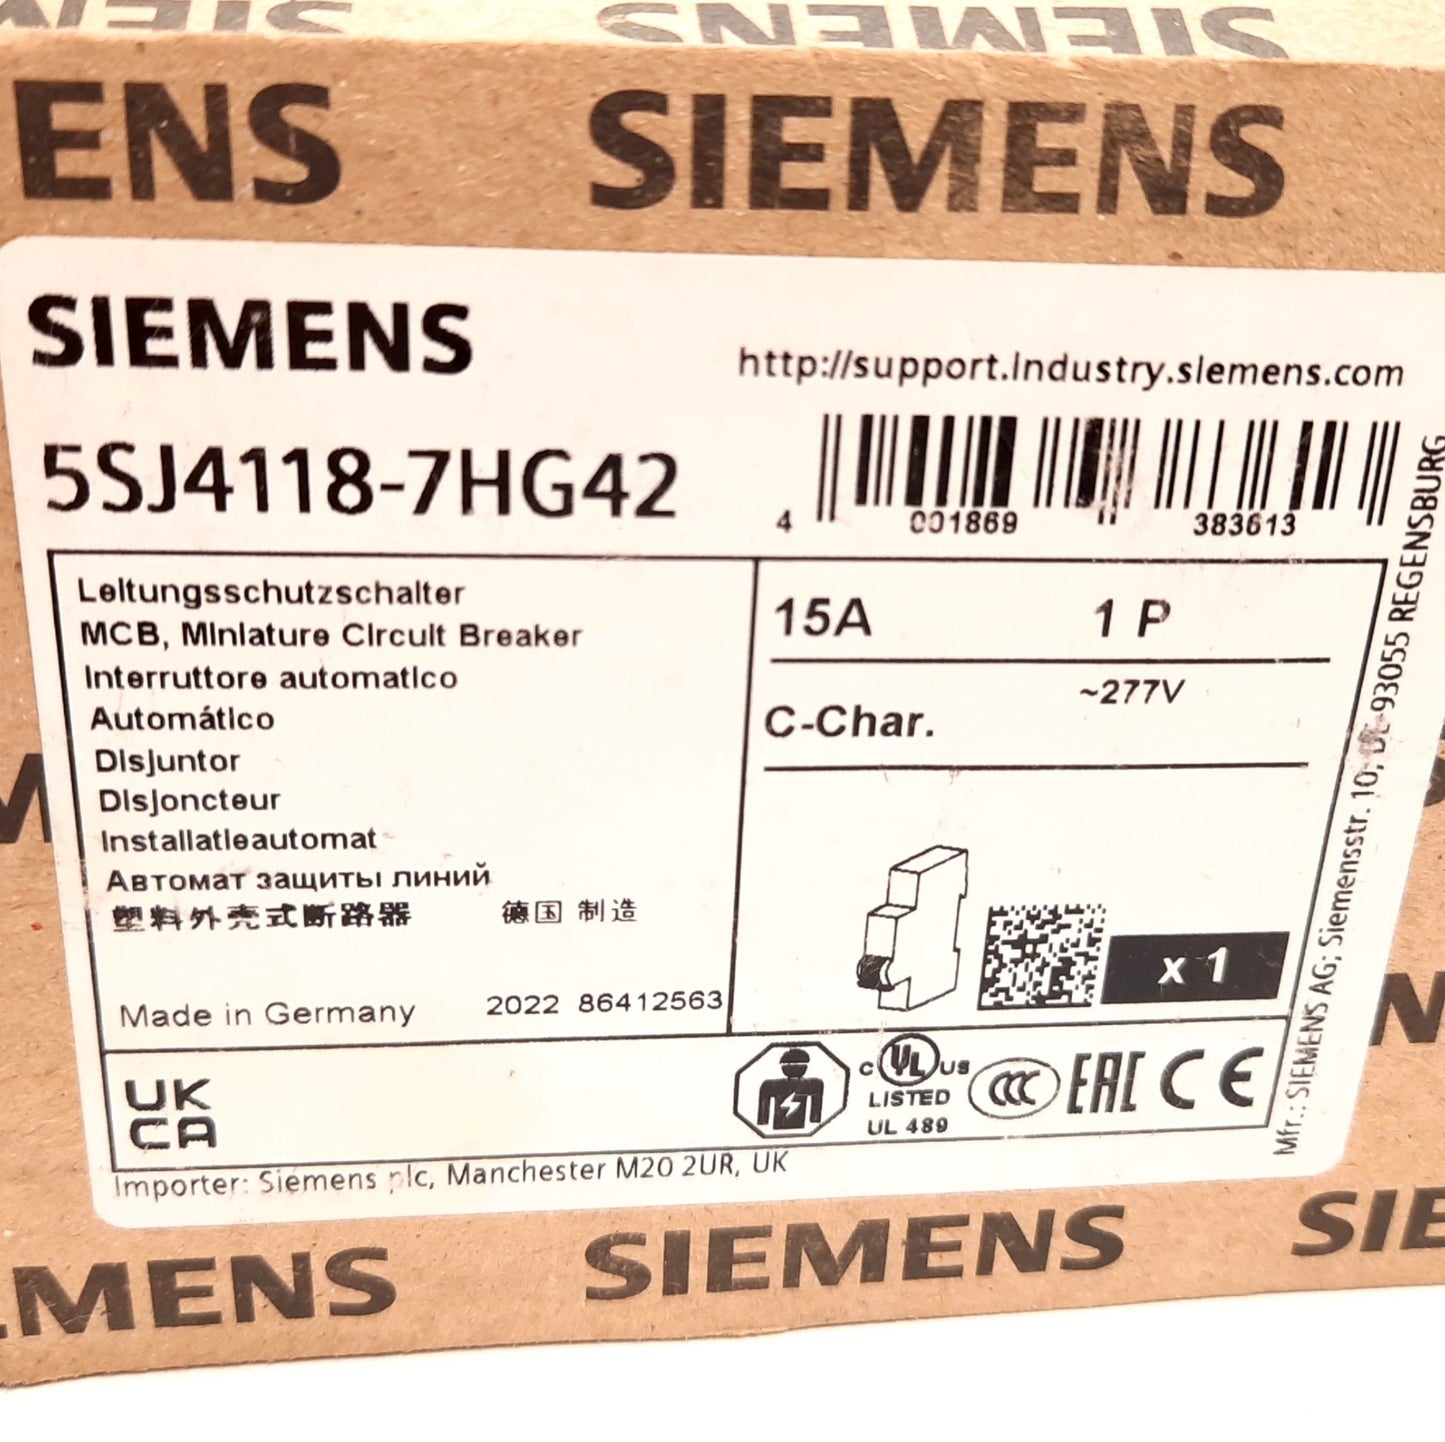 SIEMENS
ENS SIEMENS
SIEMENS
http://support.industry.siemens.com
5SJ4118-7HG42
4 001869 383613
Leitungsschutzschalter
MCB, Miniature Circuit Breaker
Interruttore automatico
Automático
Disjuntor
Disjoncteur
Installatieautomat
Автомат защиты линий
塑料外壳式断路器 德国 制造
Made in Germany 2022 86412563
15A 1 P
~277V
C-Char.
x 1
UK
CA
C UL US
LISTED
UL 489
CCC
EAC CE
Importer: Siemens plc, Manchester M20 2UR, UK
Mfr.: SIEMENS AG; Siemensstr. 10; DE-93055 REGENSBURG
EMENS SIEMENS SIE